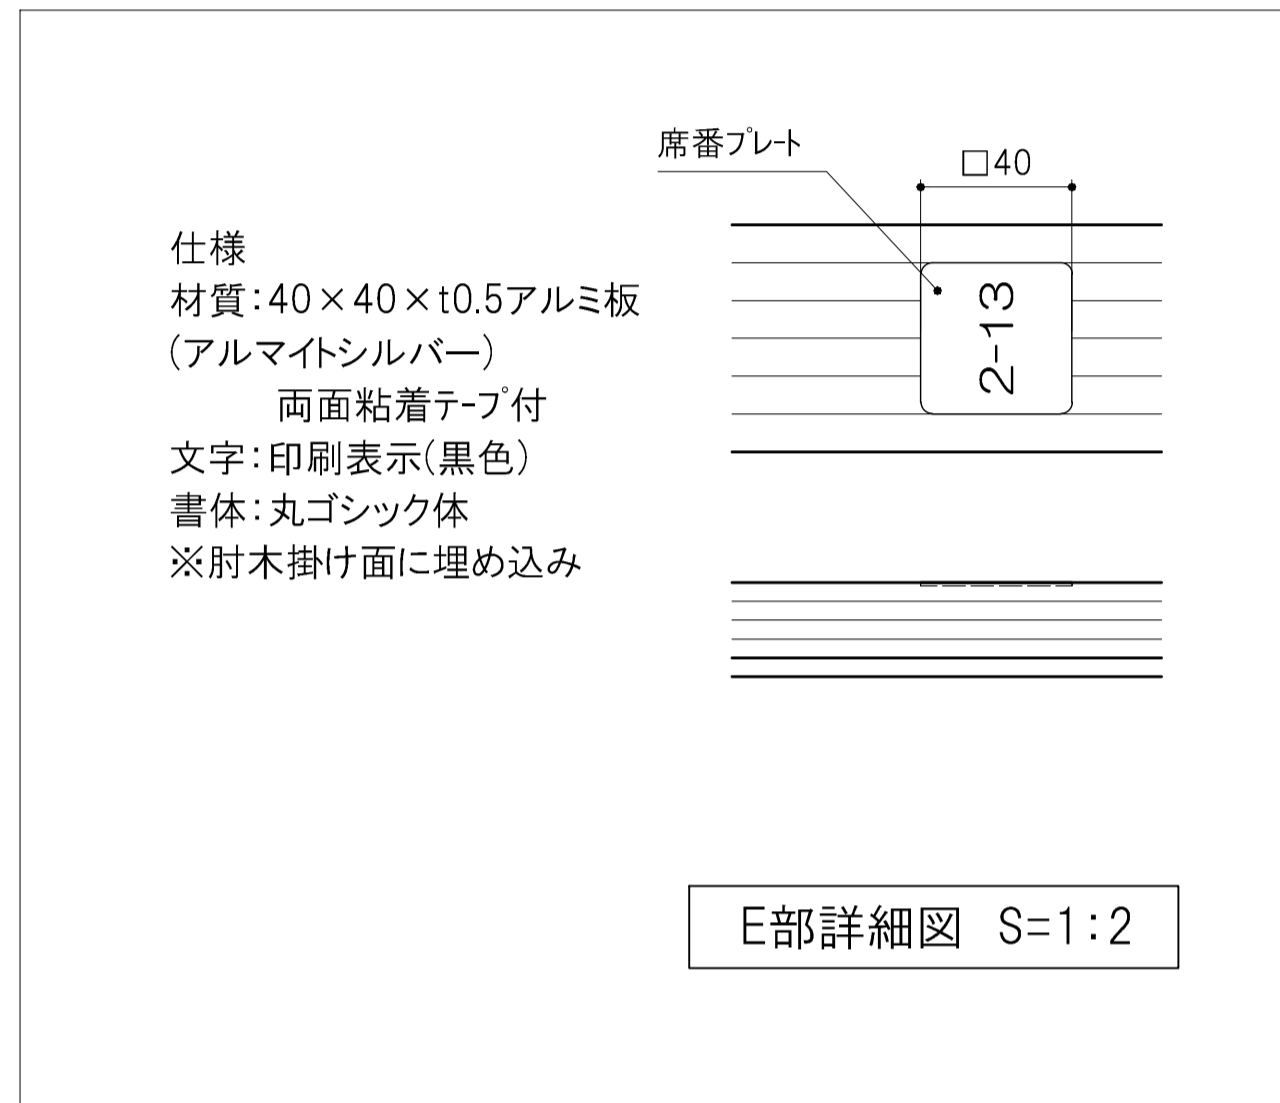 席番プレート
□40
仕様
材質:40×40×t0.5アルミ板
(アルマイトシルバー)
両面粘着テープ付
文字:印刷表示(黒色)
書体:丸ゴシック体
※肘木掛け面に埋め込み
2-13
E部詳細図 S=1:2